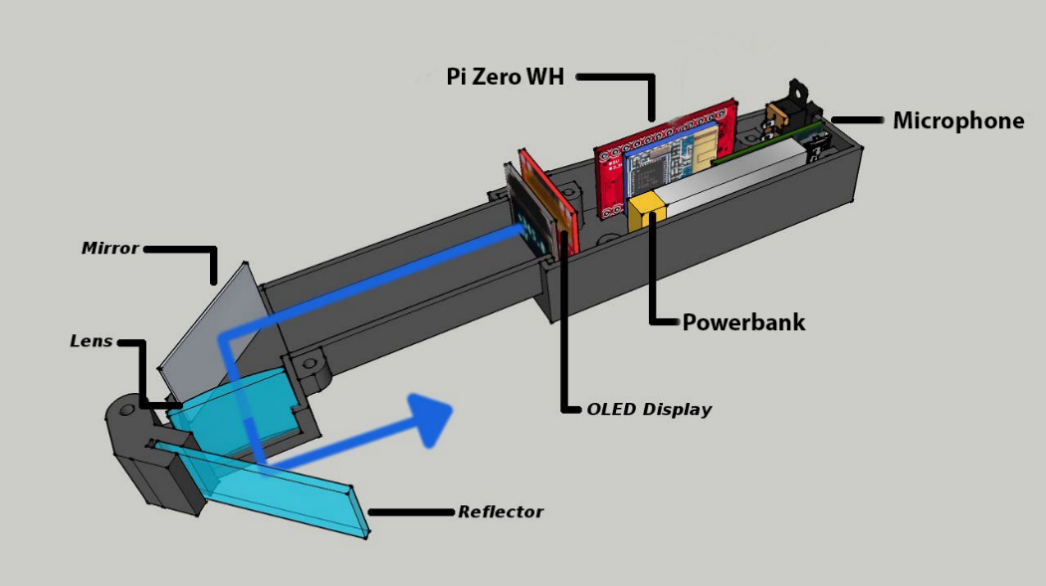 Pi Zero WH
Microphone
Mirror
Lens
Powerbank
OLED Display
Reflector